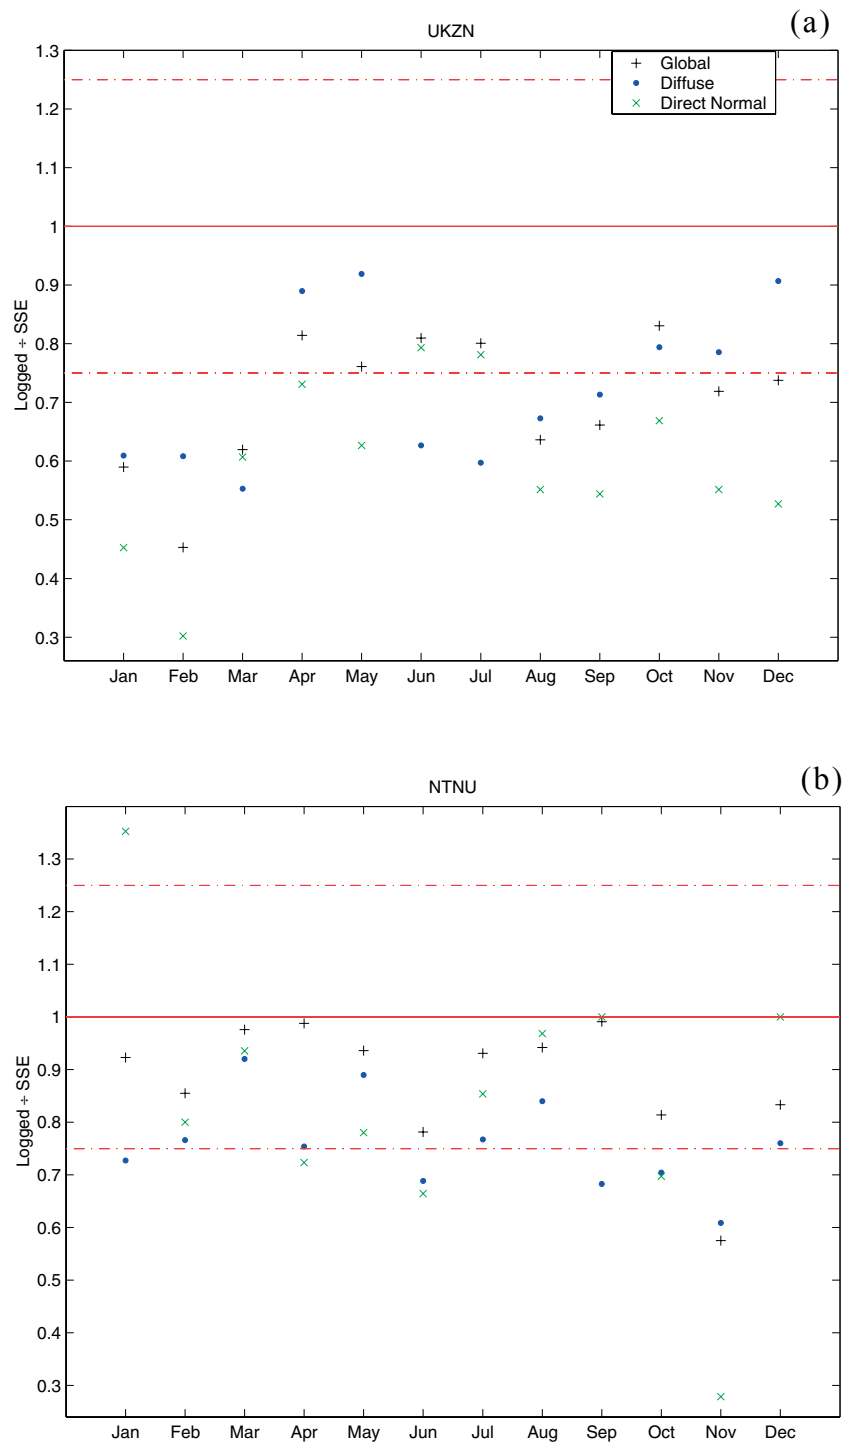 (a)
UKZN
Global
Diffuse
Direct Normal
1.3
1.2
1.1
1
0.9
0.8
0.7
0.6
0.5
0.4
0.3
Logged ÷ SSE
Jan Feb Mar Apr May Jun Jul Aug Sep Oct Nov Dec
(b)
NTNU
1.3
1.2
1.1
1
0.9
0.8
0.7
0.6
0.5
0.4
0.3
Logged ÷ SSE
Jan Feb Mar Apr May Jun Jul Aug Sep Oct Nov Dec